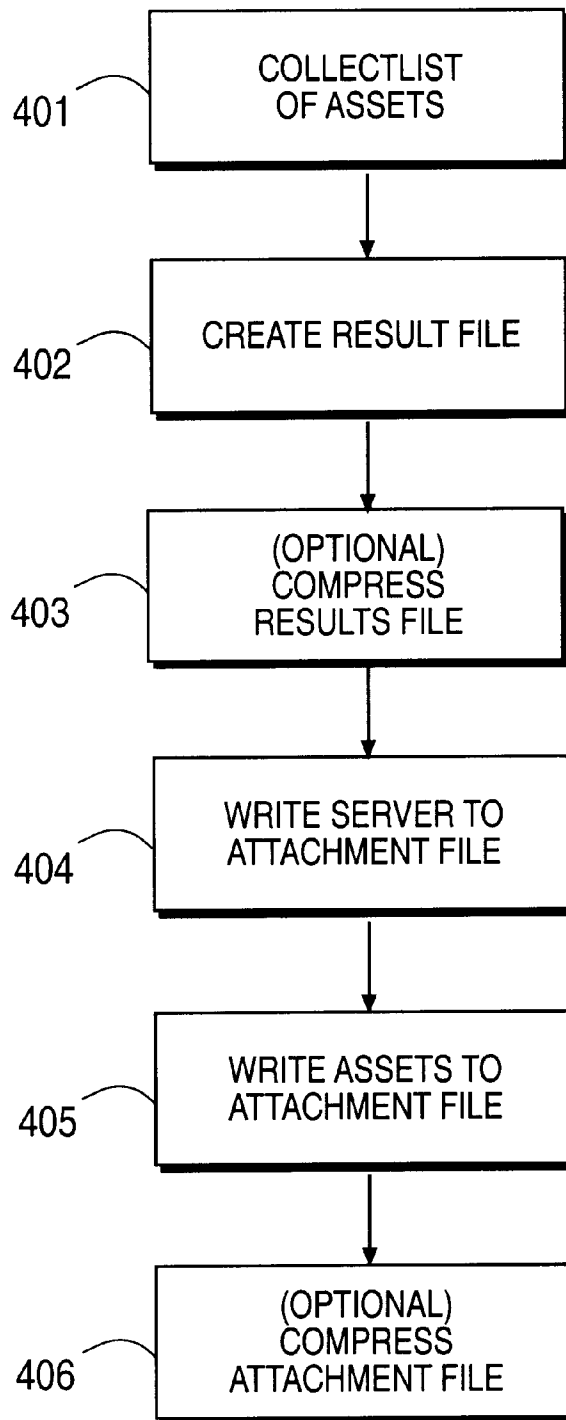 401
COLLECTLIST
OF ASSETS
402
CREATE RESULT FILE
403
(OPTIONAL)
COMPRESS
RESULTS FILE
404
WRITE SERVER TO
ATTACHMENT FILE
405
WRITE ASSETS TO
ATTACHMENT FILE
406
(OPTIONAL)
COMPRESS
ATTACHMENT FILE